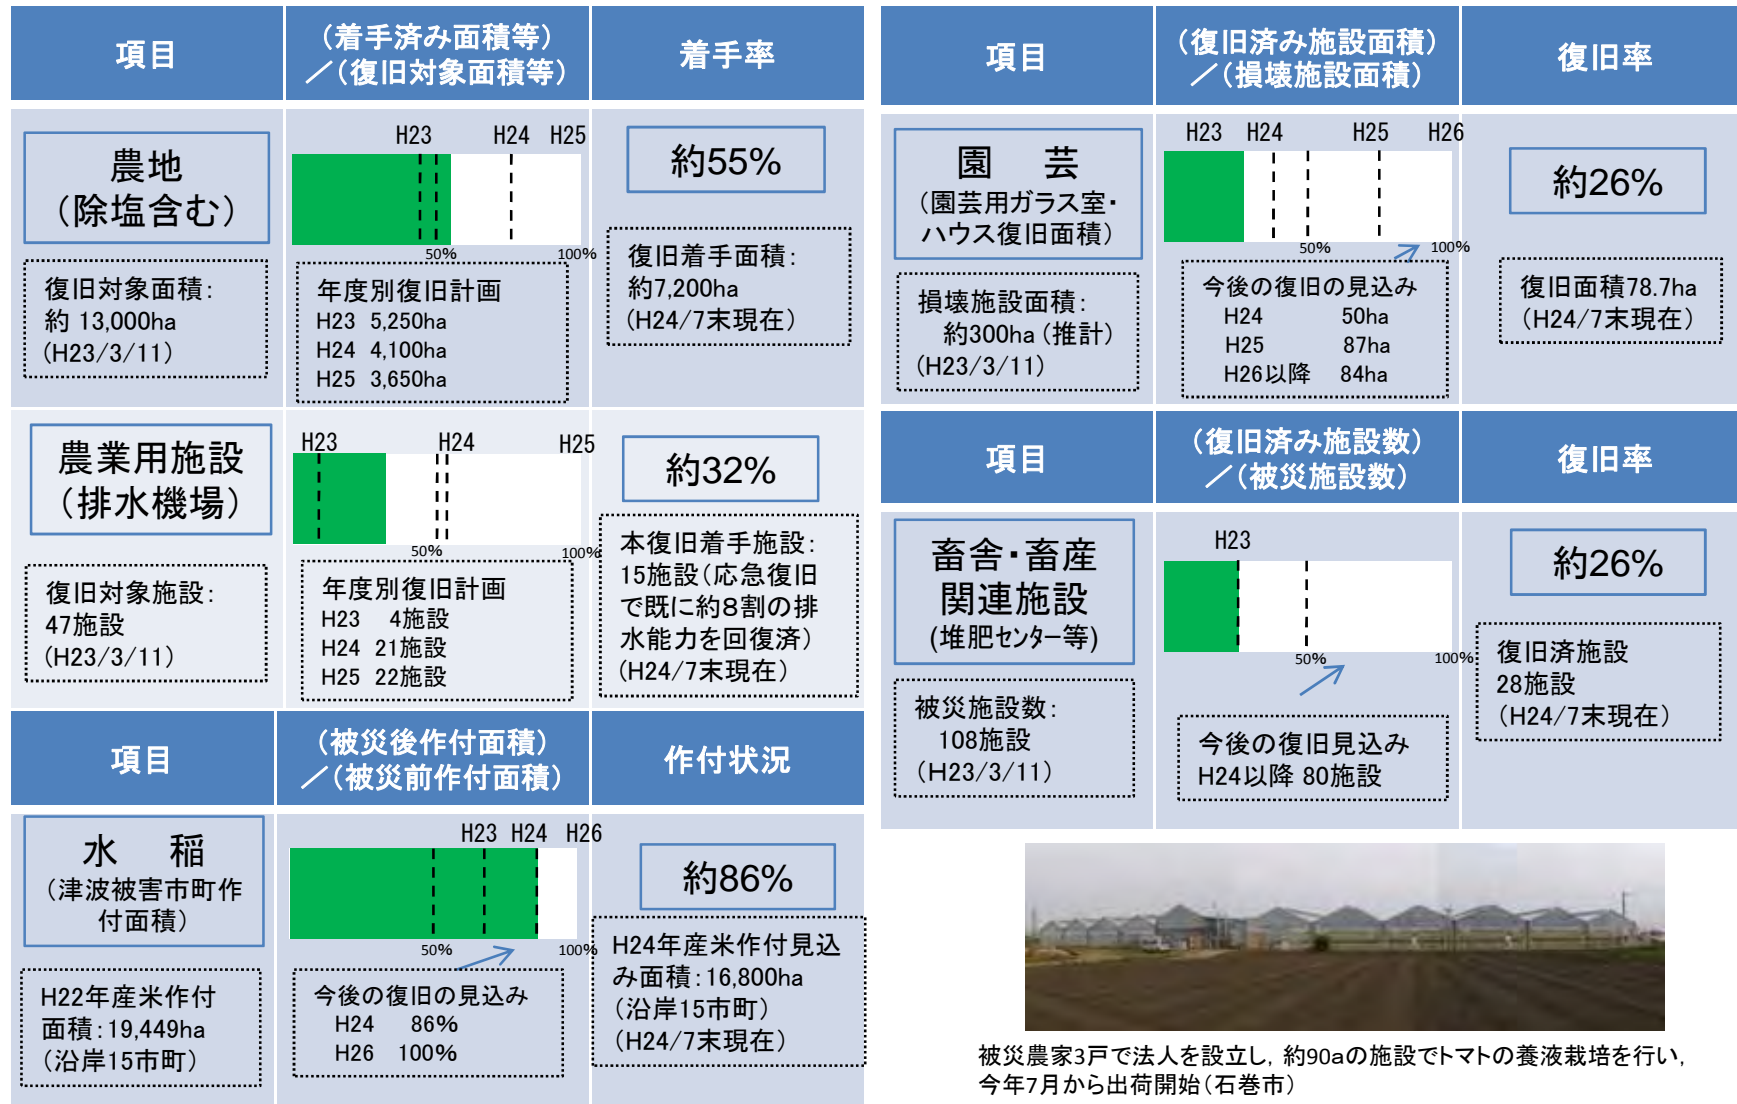 項目
（着手済み面積等）
／（復旧対象面積等）
着手率
農地
（除塩含む）
復旧対象面積：
約 13,000ha
（H23/3/11）
H23 H24 H25
50% 100%
年度別復旧計画
H23 5,250ha
H24 4,100ha
H25 3,650ha
約55%
復旧着手面積：
約7,200ha
（H24/7末現在）
農業用施設
（排水機場）
復旧対象施設：
47施設
（H23/3/11）
H23 H24 H25
50% 100%
年度別復旧計画
H23 4施設
H24 21施設
H25 22施設
約32%
本復旧着手施設：
15施設（応急復旧
で既に約８割の排
水能力を回復済）
（H24/7末現在）
項目
（被災後作付面積）
／（被災前作付面積）
作付状況
水　稲
（津波被害市町作
付面積）
H22年産米作付
面積：19,449ha
（沿岸15市町）
H23 H24 H26
50% 100%
今後の復旧の見込み
H24 86%
H26 100%
約86%
H24年産米作付見込
み面積：16,800ha
（沿岸15市町）
（H24/7末現在）
項目
（復旧済み施設面積）
／（損壊施設面積）
復旧率
園　芸
（園芸用ガラス室・
ハウス復旧面積）
損壊施設面積：
約300ha（推計）
（H23/3/11）
H23 H24 H25 H26
50% 100%
今後の復旧の見込み
H24 50ha
H25 87ha
H26以降 84ha
約26%
復旧面積78.7ha
（H24/7末現在）
項目
（復旧済み施設数）
／（被災施設数）
復旧率
畜舎・畜産
関連施設
(堆肥センター等)
被災施設数：
108施設
（H23/3/11）
H23
50% 100%
今後の復旧見込み
H24以降 80施設
約26%
復旧済施設
28施設
（H24/7末現在）
被災農家3戸で法人を設立し，約90aの施設でトマトの養液栽培を行い，
今年7月から出荷開始（石巻市）